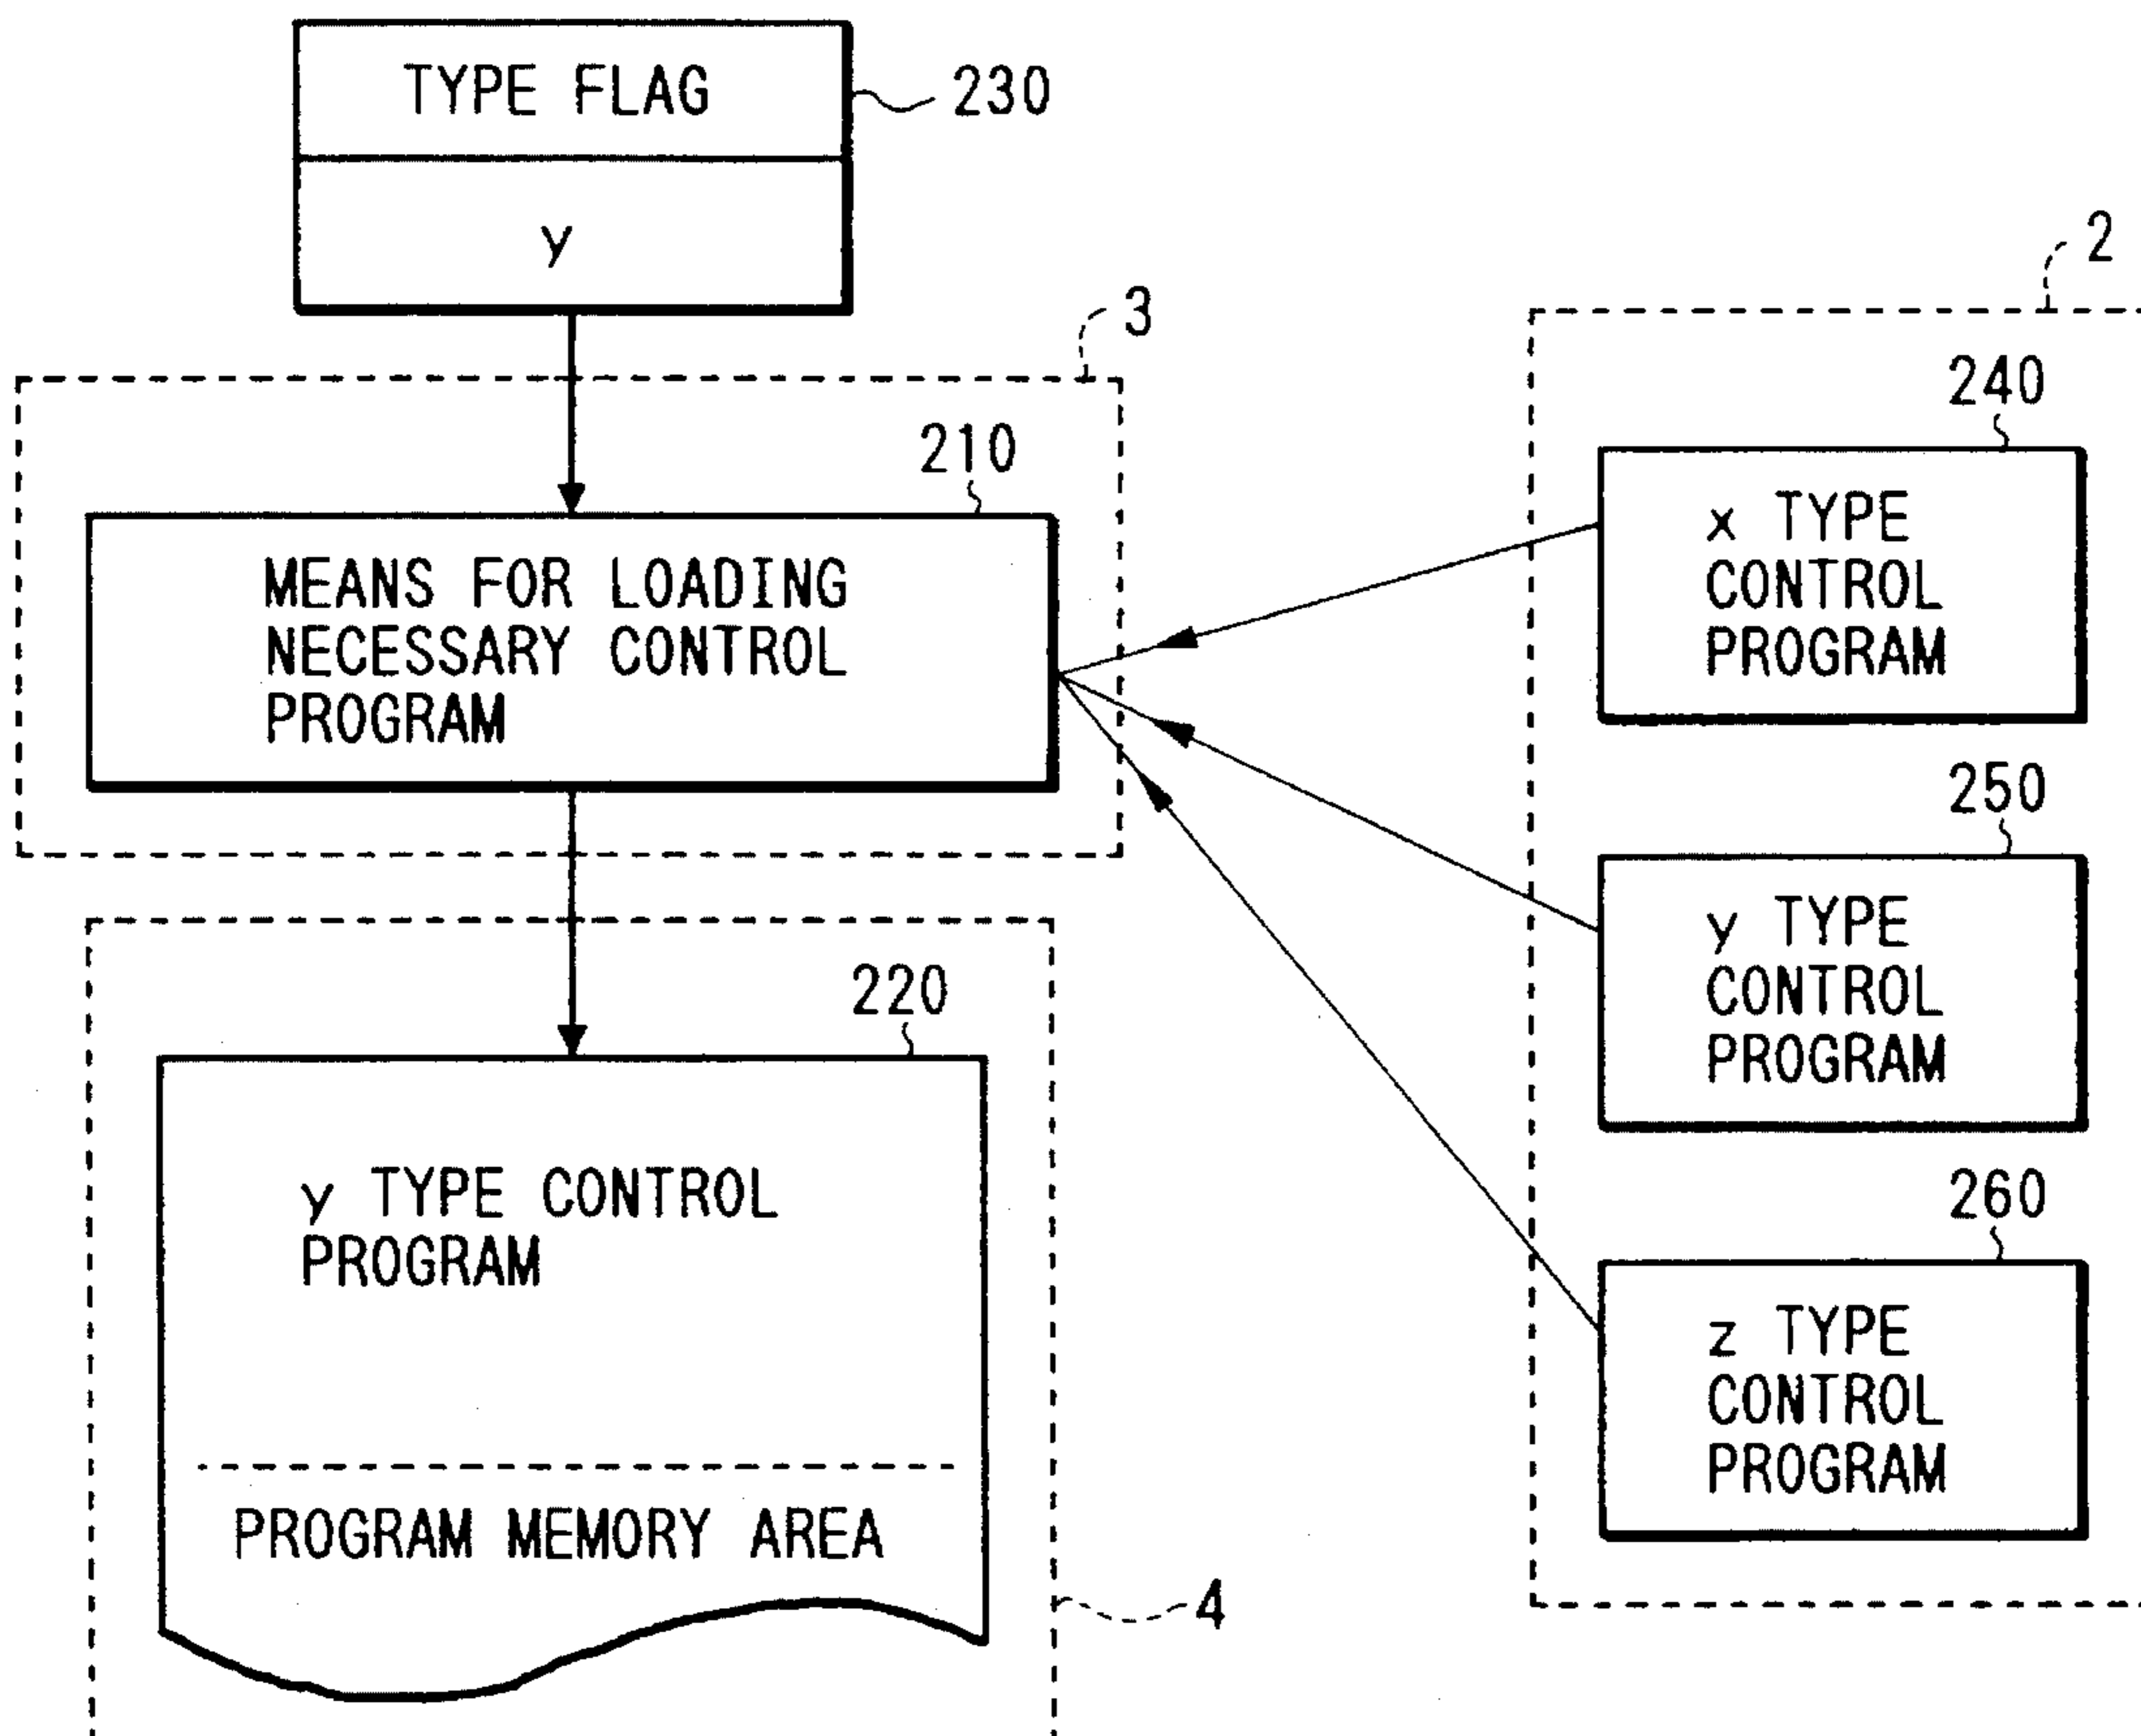 TYPE FLAG
230
y
3
2
210
MEANS FOR LOADING
NECESSARY CONTROL
PROGRAM
240
x TYPE
CONTROL
PROGRAM
250
y TYPE
CONTROL
PROGRAM
220
y TYPE CONTROL
PROGRAM
PROGRAM MEMORY AREA
4
260
z TYPE
CONTROL
PROGRAM